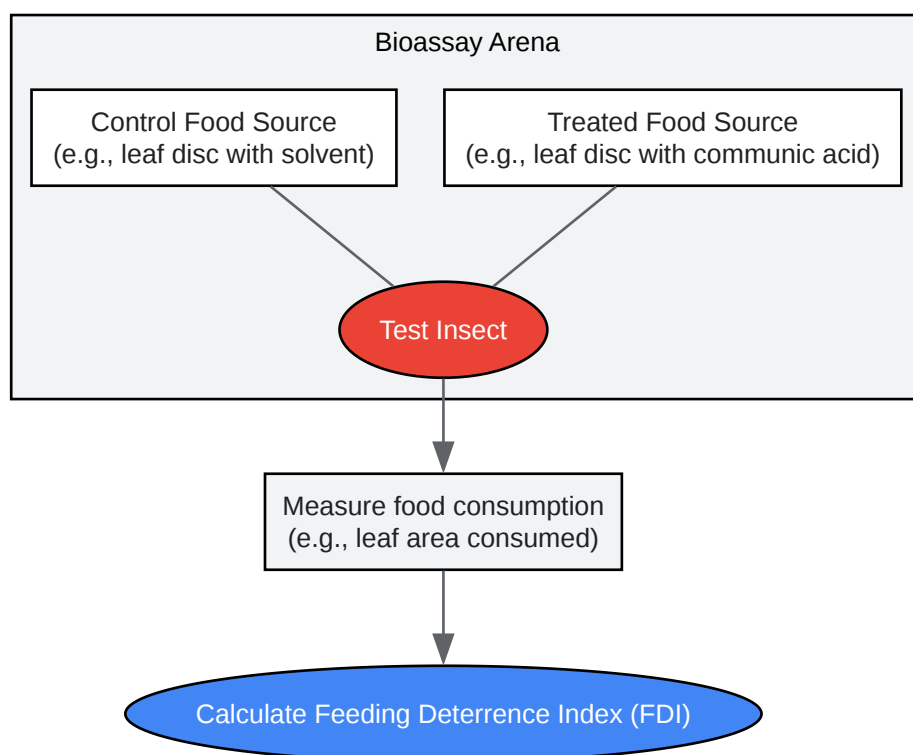 Bioassay Arena
Control Food Source
(e.g., leaf disc with solvent)
Treated Food Source
(e.g., leaf disc with communic acid)
Test Insect
Measure food consumption
(e.g., leaf area consumed)
Calculate Feeding Deterrence Index (FDI)